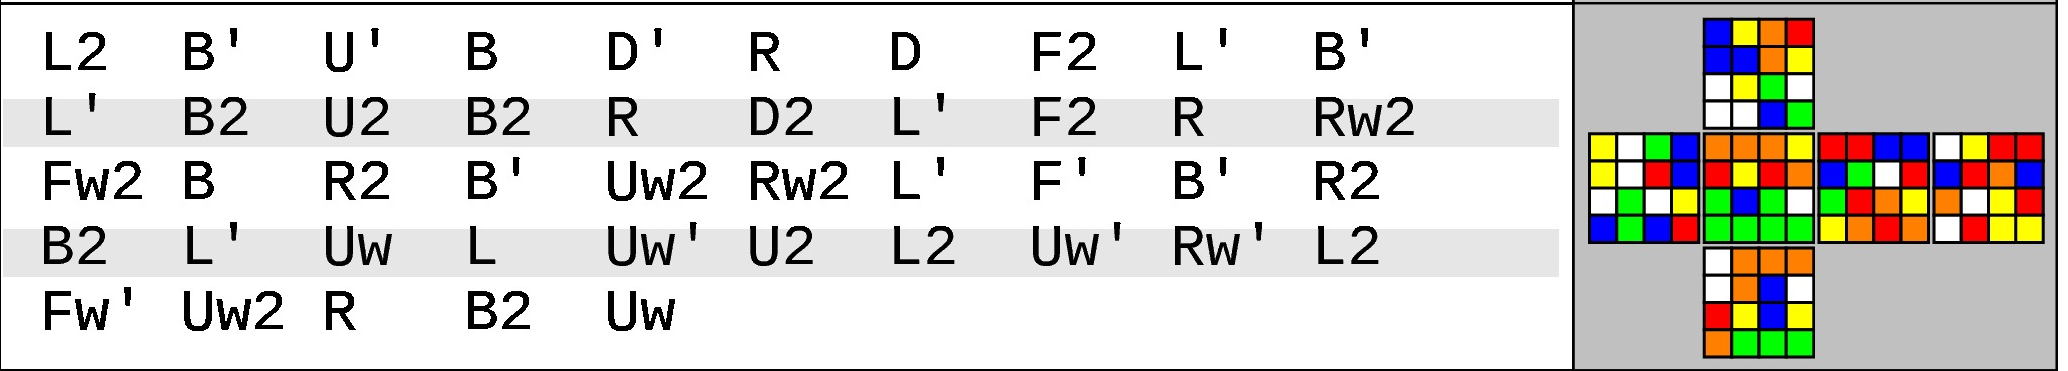 L2 B' U' B D' R D F2 L' B'
L' B2 U2 B2 R D2 L' F2 R Rw2
Fw2 B R2 B' Uw2 Rw2 L' F' B' R2
B2 L' Uw L Uw' U2 L2 Uw' Rw' L2
Fw' Uw2 R B2 Uw